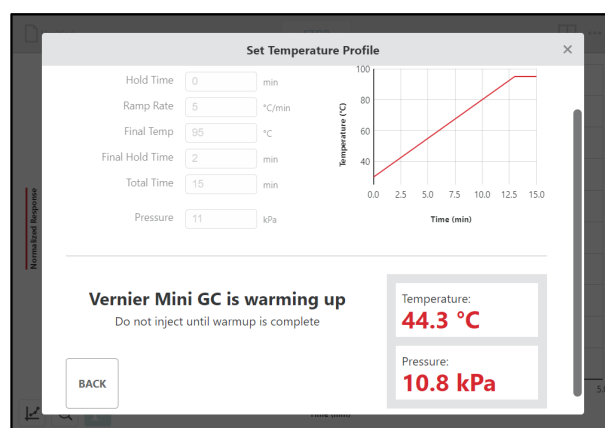 Set Temperature Profile ×
Hold Time 0 min
Ramp Rate 5 °C/min
Final Temp 95 °C
Final Hold Time 2 min
Total Time 15 min
Pressure 11 kPa
100
80
60
40
Temperature (°C)
0.0 2.5 5.0 7.5 10.0 12.5 15.0
Time (min)
Normalized Response
Vernier Mini GC is warming up
Do not inject until warmup is complete
Temperature:
44.3 °C
Pressure:
10.8 kPa
BACK